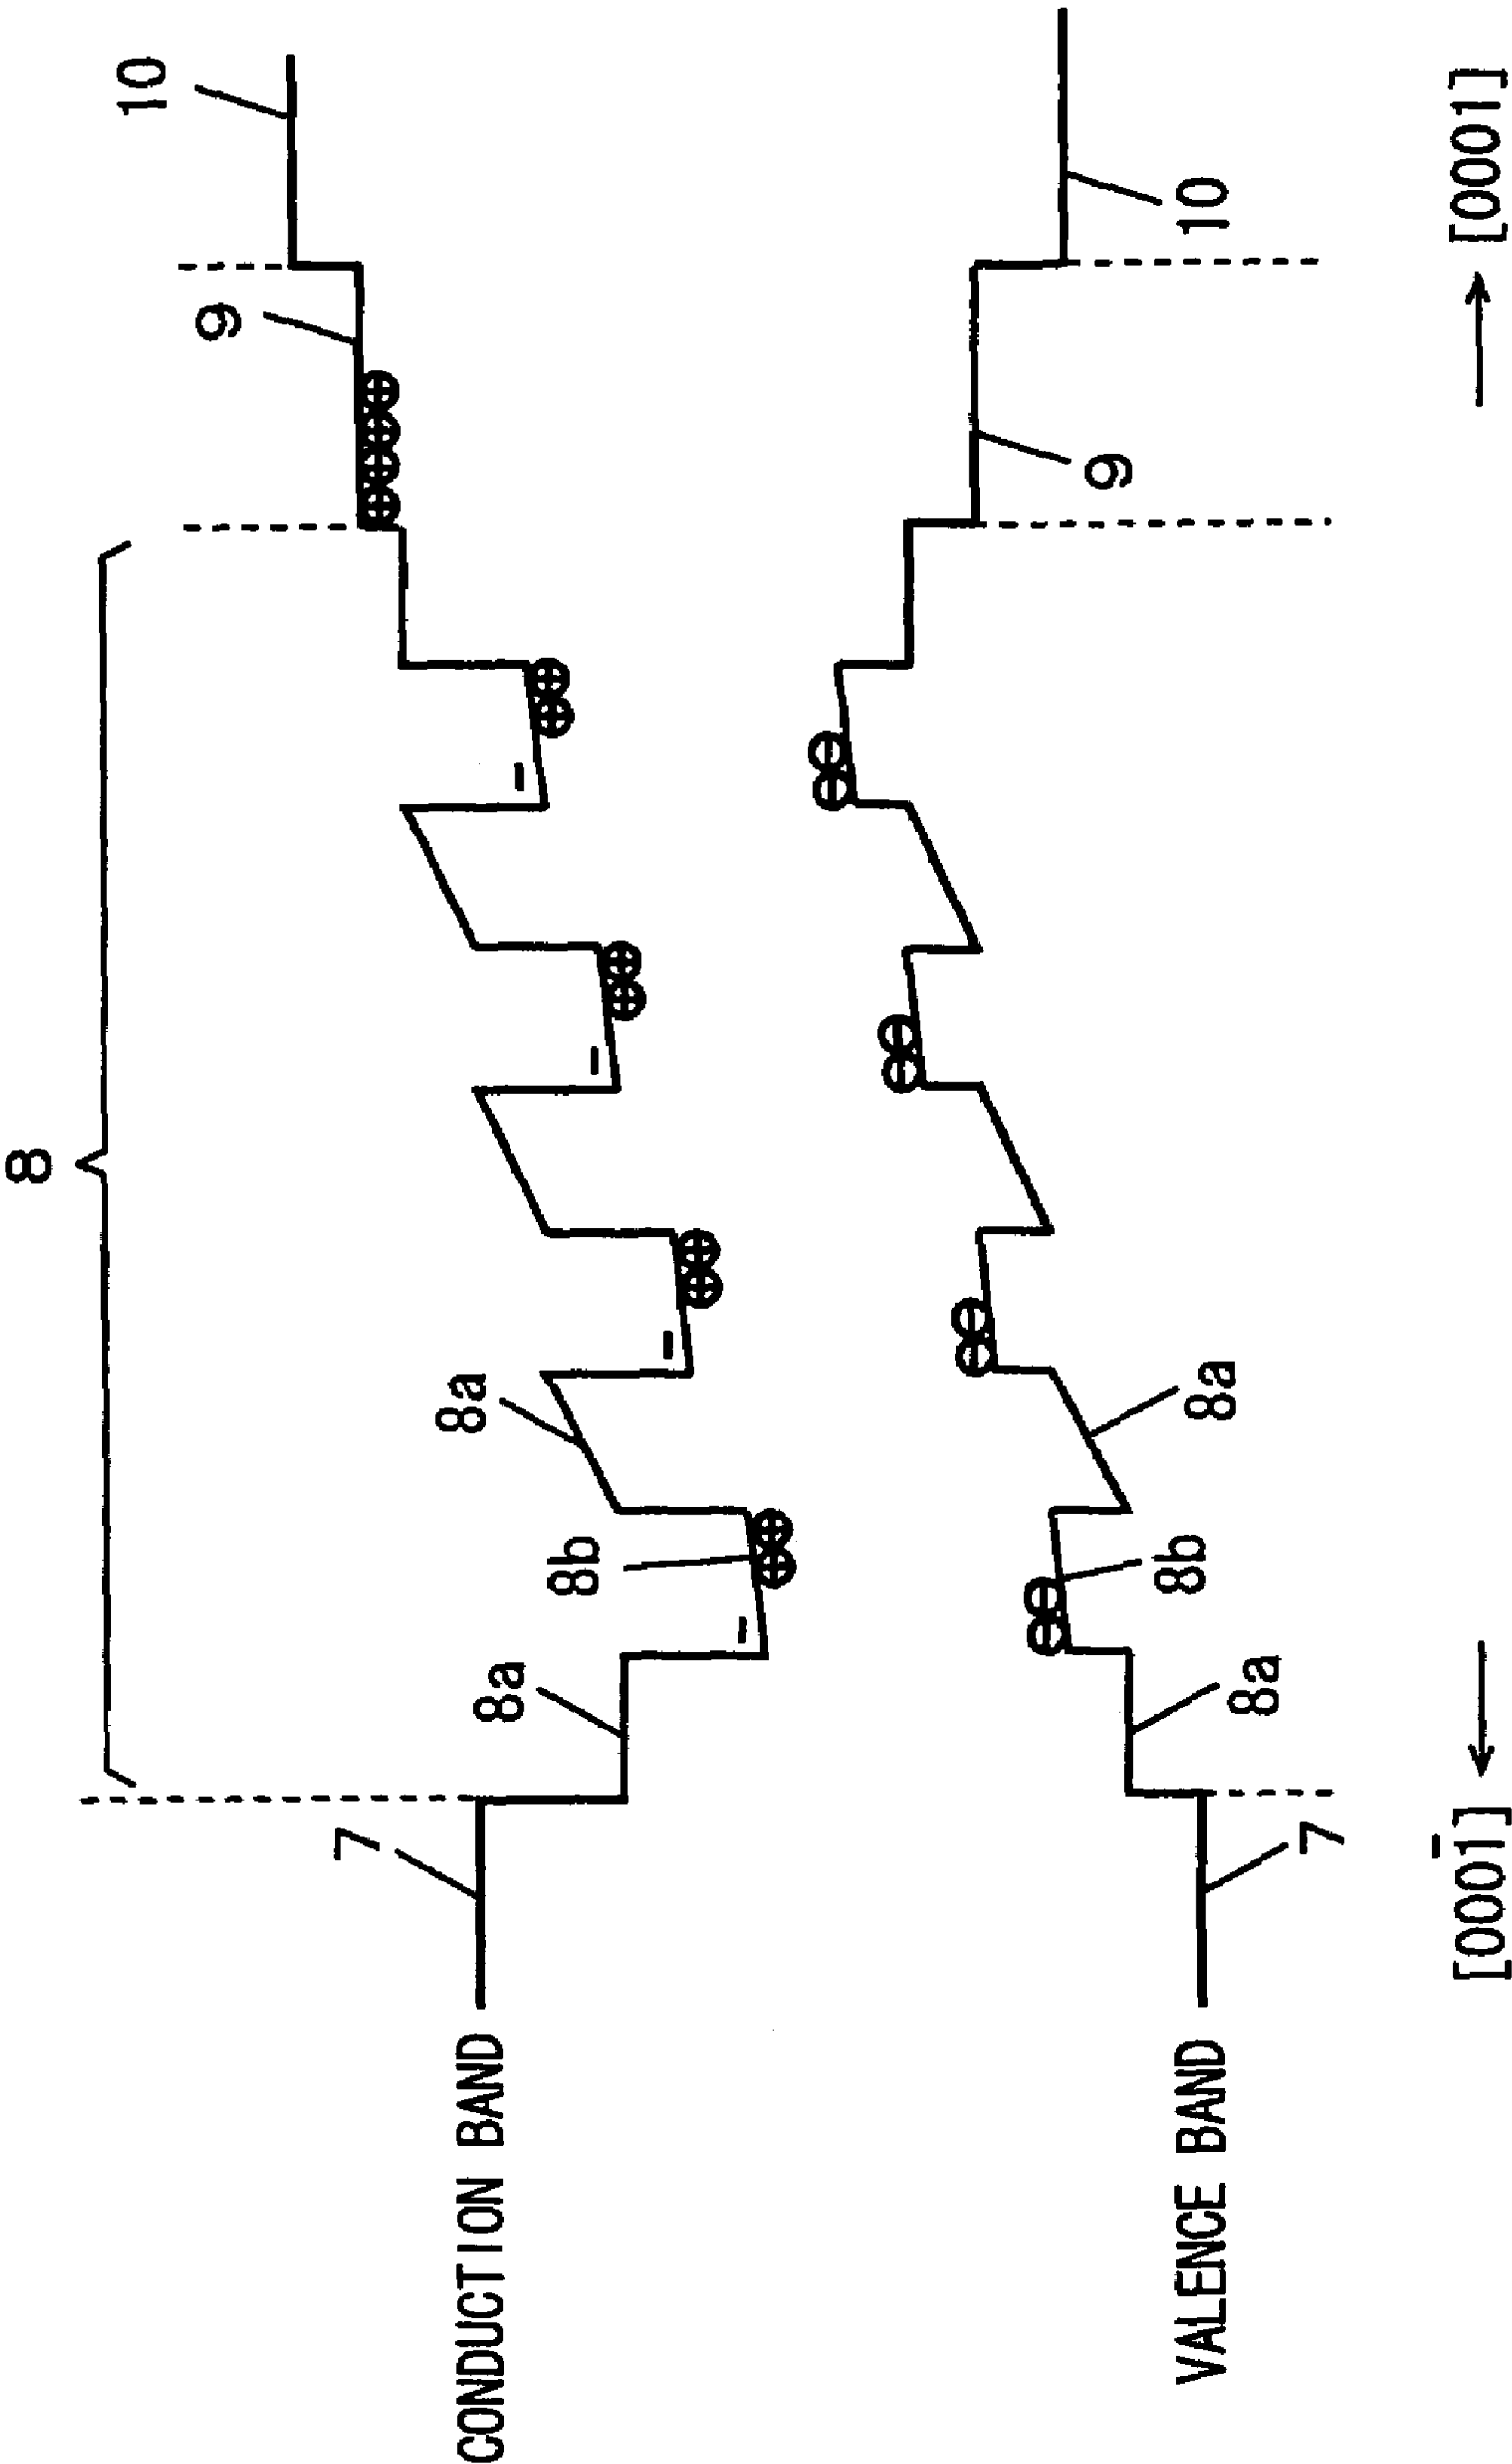 8
10
9
7
8a
CONDUCTION BAND
8a
8b
9
VALENCE BAND
8b
8a
10
8a
7
[0001̄]
[0001]